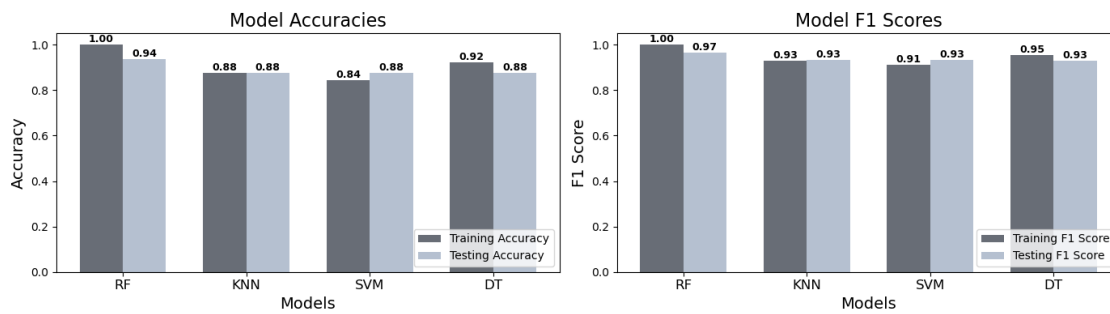 Model Accuracies
1.00
0.94
0.88
0.88
0.84
0.88
0.92
0.88
1.0
0.8
0.6
0.4
0.2
0.0
Accuracy
Training Accuracy
Testing Accuracy
RF
KNN
SVM
DT
Models
Model F1 Scores
1.00
0.97
0.93
0.93
0.91
0.93
0.95
0.93
1.0
0.8
0.6
0.4
0.2
0.0
F1 Score
Training F1 Score
Testing F1 Score
RF
KNN
SVM
DT
Models